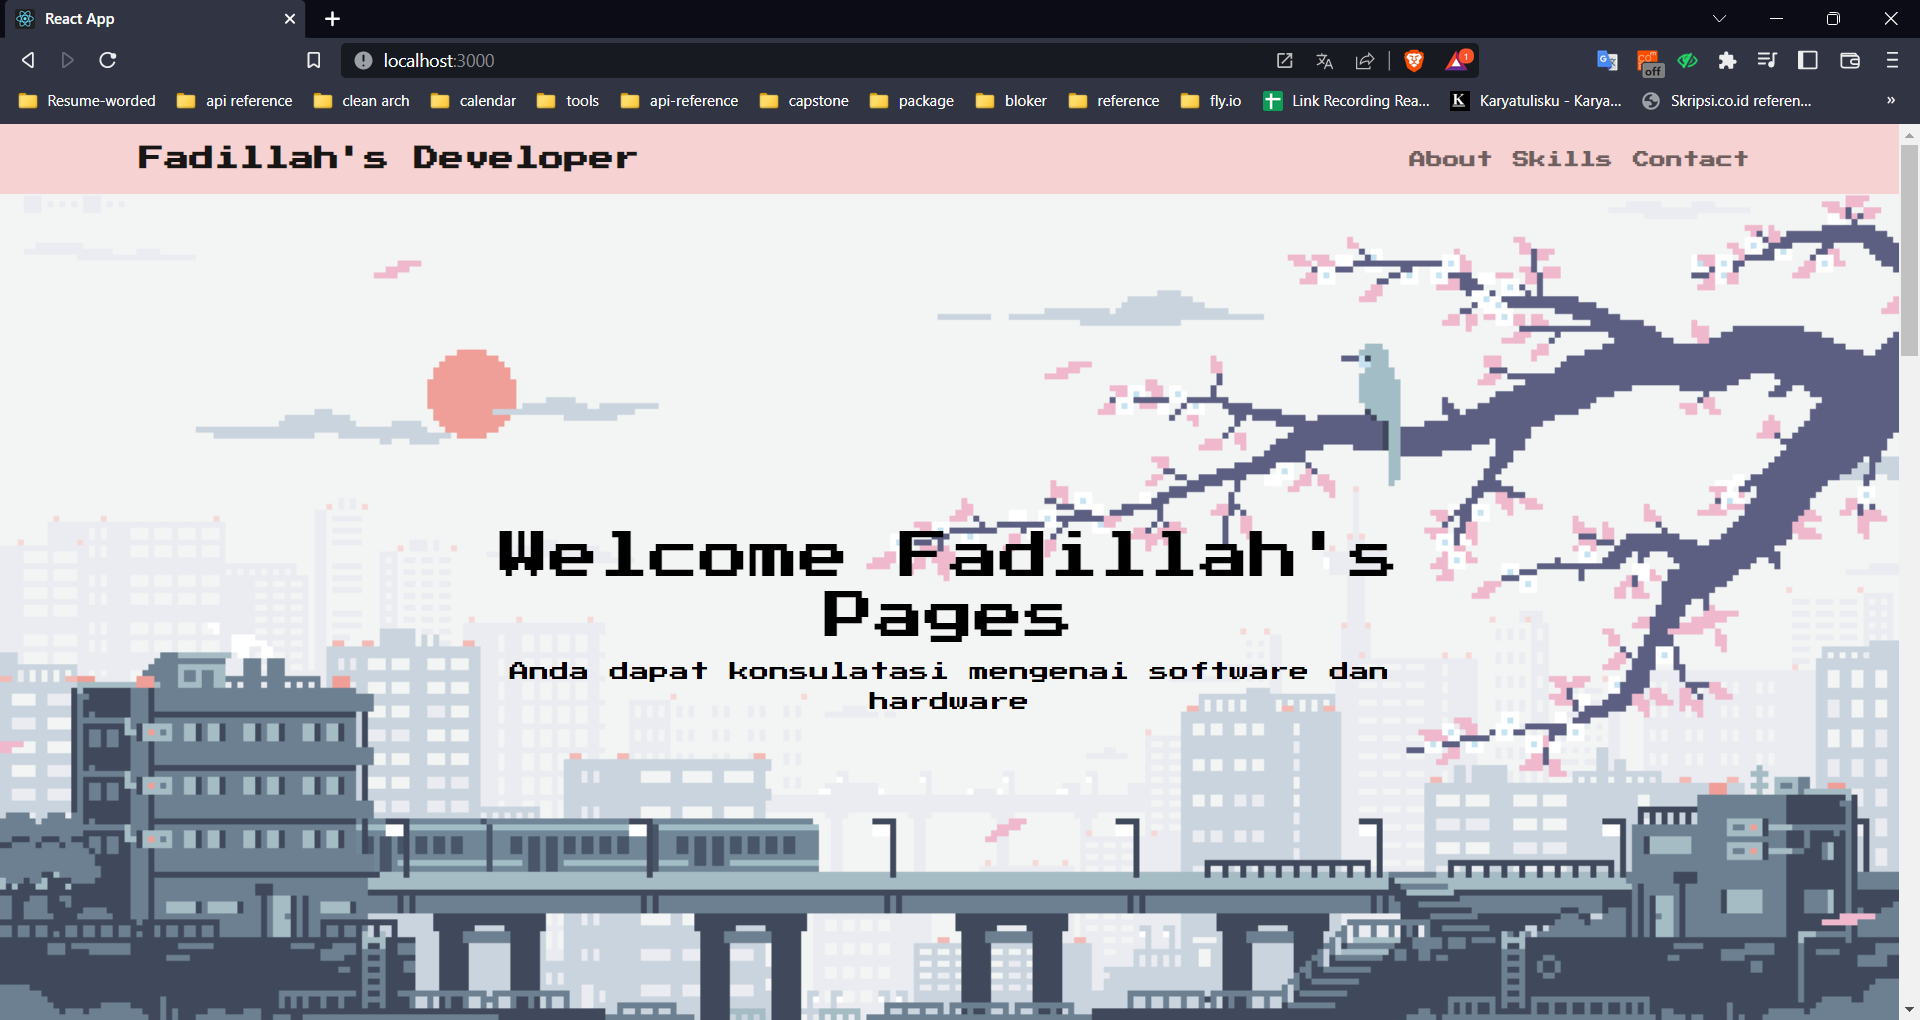 React App
localhost:3000
1
off
Resume-worded api reference clean arch calendar tools api-reference capstone package bloker reference fly.io Link Recording Rea... Karyatulisku - Karya... Skripsi.co.id referen... »
Fadillah's Developer
About Skills Contact
Welcome Fadillah's
Pages
Anda dapat konsulatasi mengenai software dan
hardware